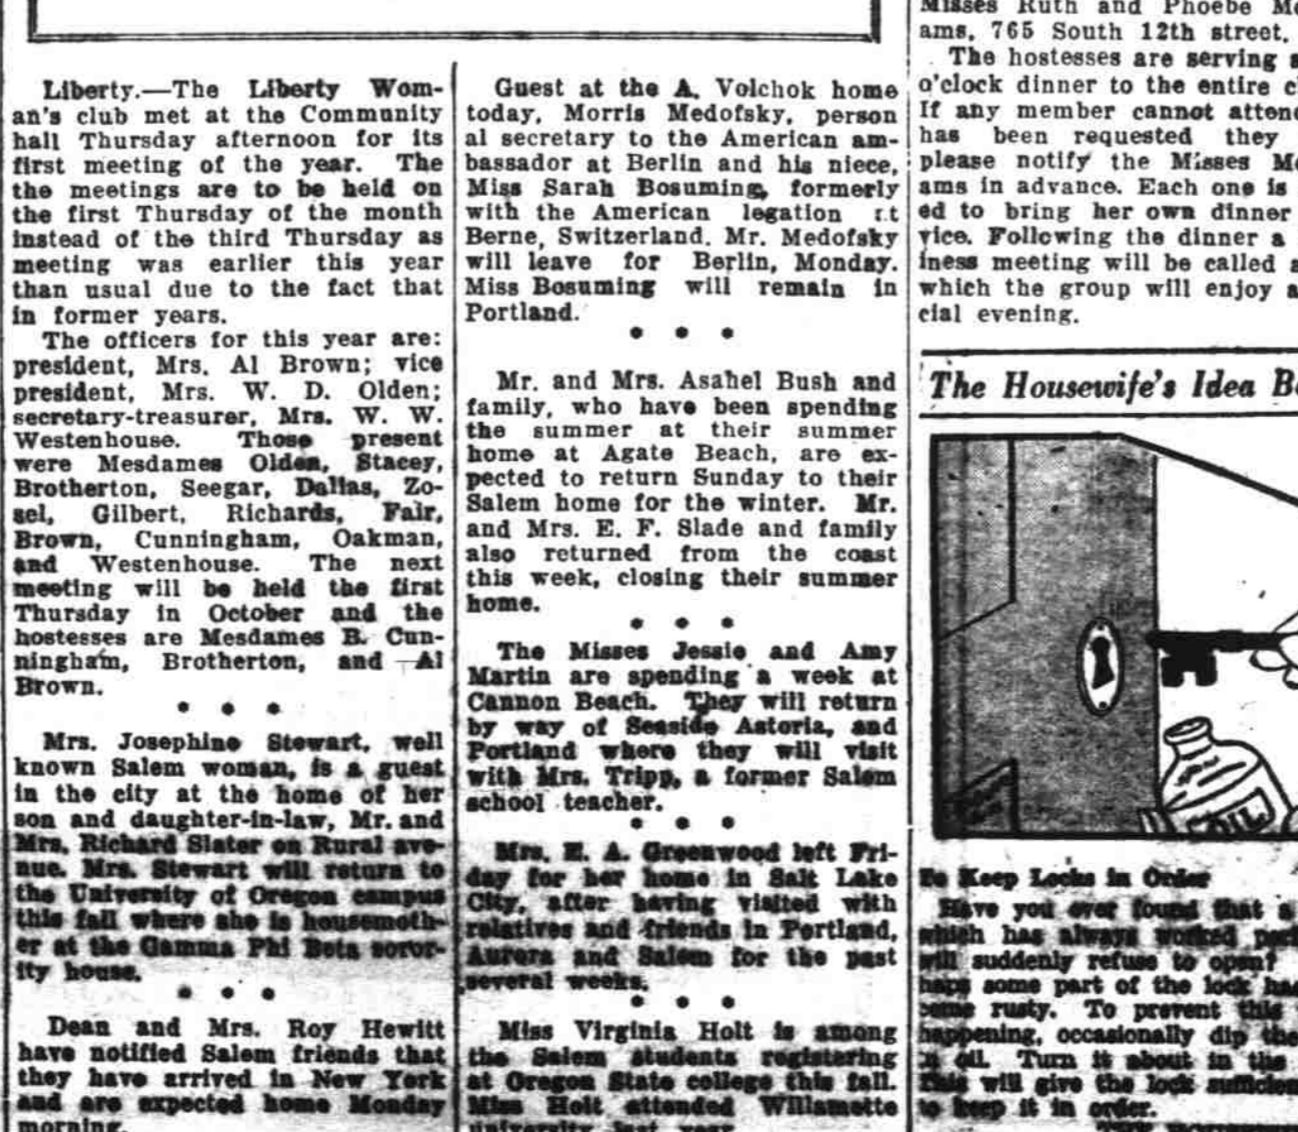 Liberty.—The Liberty Wom-
an's club met at the Community
hall Thursday afternoon for its
first meeting of the year. The
the meetings are to be held on
the first Thursday of the month
instead of the third Thursday as
meeting was earlier this year
than usual due to the fact that
in former years.
The officers for this year are:
president, Mrs. Al Brown; vice
president, Mrs. W. D. Olden;
secretary-treasurer, Mrs. W. W.
Westenhouse. Those present
were Mesdames Olden, Stacey,
Brotherton, Seegar, Dallas, Zo-
sel, Gilbert, Richards, Fair,
Brown, Cunningham, Oakman,
and Westenhouse. The next
meeting will be held the first
Thursday in October and the
hostesses are Mesdames B. Cun-
ningham, Brotherton, and Al
Brown.
* * *
Mrs. Josephine Stewart, well
known Salem woman, is a guest
in the city at the home of her
son and daughter-in-law, Mr. and
Mrs. Richard Slater on Rural ave-
nue. Mrs. Stewart will return to
the University of Oregon campus
this fall where she is housemoth-
er at the Gamma Phi Beta soror-
ity house.
* * *
Dean and Mrs. Roy Hewitt
have notified Salem friends that
they have arrived in New York
and are expected home Monday
morning.
Guest at the A. Volchok home
today, Morris Medofsky, person
al secretary to the American am-
bassador at Berlin and his niece,
Miss Sarah Bosuming, formerly
with the American legation
Berne, Switzerland. Mr. Medofsky
will leave for Berlin, Monday.
Miss Bosuming will remain in
Portland.
* * *
Mr. and Mrs. Asahel Bush and
family, who have been spending
the summer at their summer
home at Agate Beach, are ex-
pected to return Sunday to their
Salem home for the winter. Mr.
and Mrs. E. F. Slade and family
also returned from the coast
this week, closing their summer
home.
* * *
The Misses Jessie and Amy
Martin are spending a week at
Cannon Beach. They will return
by way of Seaside Astoria, and
Portland where they will visit
with Mrs. Tripp, a former Salem
school teacher.
* * *
Mrs. E. A. Greenwood left Fri-
day for her home in Salt Lake
City, after having visited with
relatives and friends in Portland,
Aurora and Salem for the past
several weeks.
* * *
Miss Virginia Holt is among
the Salem students registering
at Oregon State college this fall.
Miss Holt attended Willamette
university last year.
Misses Ruth and Phoebe Mc
ams, 765 South 12th street.
The hostesses are serving
o'clock dinner to the entire c
If any member cannot atten
has been requested they
please notify the Misses Mc
ams in advance. Each one is
ed to bring her own dinner
vice. Following the dinner a
iness meeting will be called a
which the group will enjoy a
cial evening.
The Housewife's Idea B
OIL
To Keep Locks in Order
Have you ever found that a
which has always worked per
will suddenly refuse to open?
haps some part of the lock has
come rusty. To prevent this
happening, occasionally dip the
in oil. Turn it about in the
This will give the lock sufficien
to keep it in order.